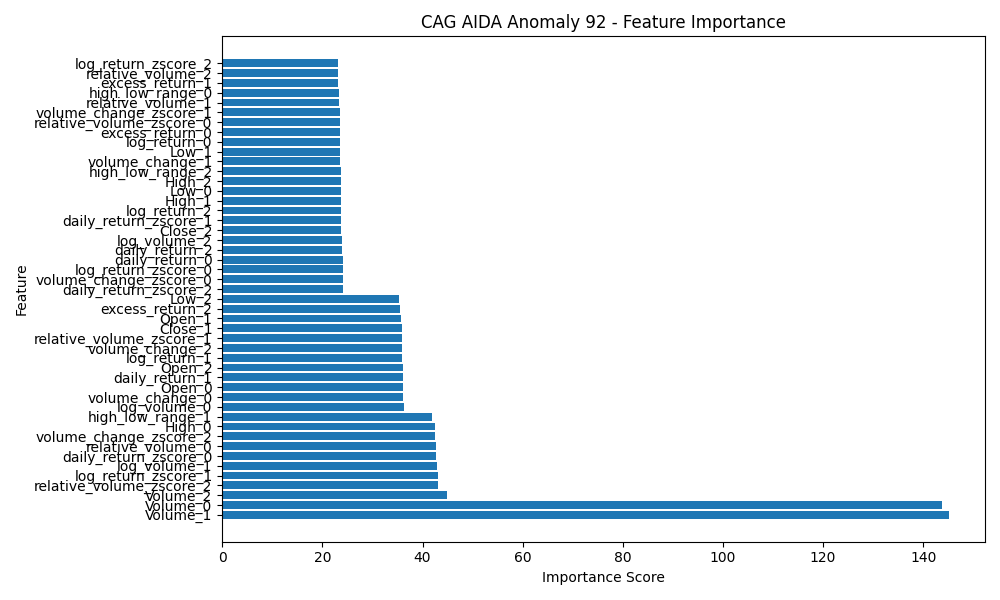 CAG AIDA Anomaly 92 - Feature Importance
log_return_zscore_2
relative_volume_2
excess_return_1
high_low_range_0
relative_volume_1
volume_change_zscore_1
relative_volume_zscore_0
excess_return_0
log_return_0
Low_1
volume_change_1
high_low_range_2
High_2
Low_0
High_1
log_return_2
daily_return_zscore_1
Close_2
log_volume_2
daily_return_2
daily_return_0
log_return_zscore_0
volume_change_zscore_0
daily_return_zscore_2
Low_2
excess_return_2
Open_1
Close_1
relative_volume_zscore_1
volume_change_2
log_return_1
Open_2
daily_return_1
Open_0
volume_change_0
log_volume_0
high_low_range_1
High_0
volume_change_zscore_2
relative_volume_0
daily_return_zscore_0
log_volume_1
log_return_zscore_1
relative_volume_zscore_2
Volume_2
Volume_0
Volume_1
Feature
0 20 40 60 80 100 120 140
Importance Score